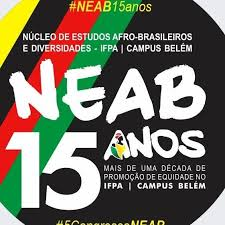 #NEAB15anos
NÚCLEO DE ESTUDOS AFRO-BRASILEIROS
E DIVERSIDADES - IFPA | CAMPUS BELÉM
NEAB
15 ANOS
MAIS DE UMA DÉCADA DE
PROMOÇÃO DE EQUIDADE NO
IFPA | CAMPUS BELÉM
#5CongressoNEAB